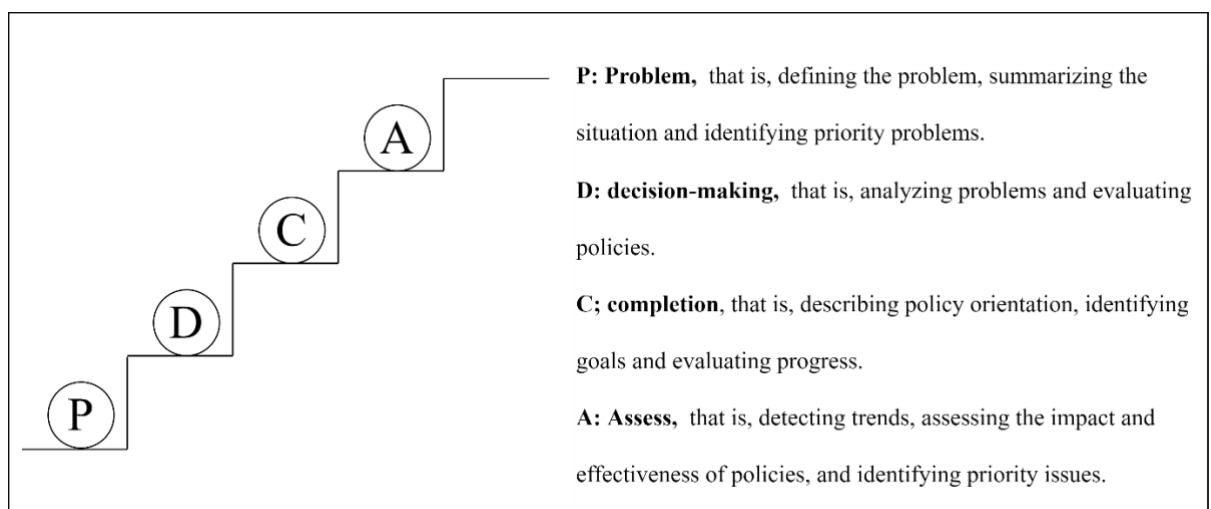 A
C
D
P
P: Problem, that is, defining the problem, summarizing the
situation and identifying priority problems.
D: decision-making, that is, analyzing problems and evaluating
policies.
C; completion, that is, describing policy orientation, identifying
goals and evaluating progress.
A: Assess, that is, detecting trends, assessing the impact and
effectiveness of policies, and identifying priority issues.